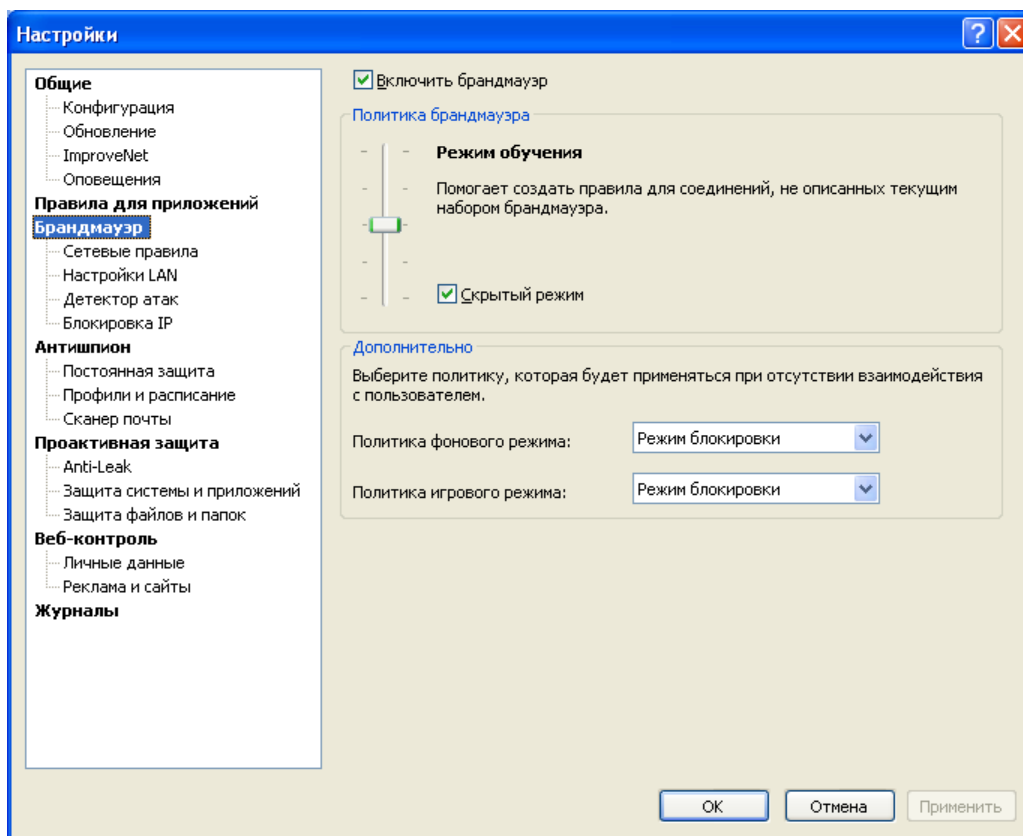 Настройки
Общие
Конфигурация
Обновление
ImproveNet
Оповещения
Правила для приложений
Брандмауэр
Сетевые правила
Настройки LAN
Детектор атак
Блокировка IP
Антишпион
Постоянная защита
Профили и расписание
Сканер почты
Проактивная защита
Anti-Leak
Защита системы и приложений
Защита файлов и папок
Веб-контроль
Личные данные
Реклама и сайты
Журналы
Включить брандмауэр
Политика брандмауэра
Режим обучения
Помогает создать правила для соединений, не описанных текущим
набором брандмауэра.
Скрытый режим
Дополнительно
Выберите политику, которая будет применяться при отсутствии взаимодействия
с пользователем.
Политика фонового режима: Режим блокировки
Политика игрового режима: Режим блокировки
ОК Отмена Применить